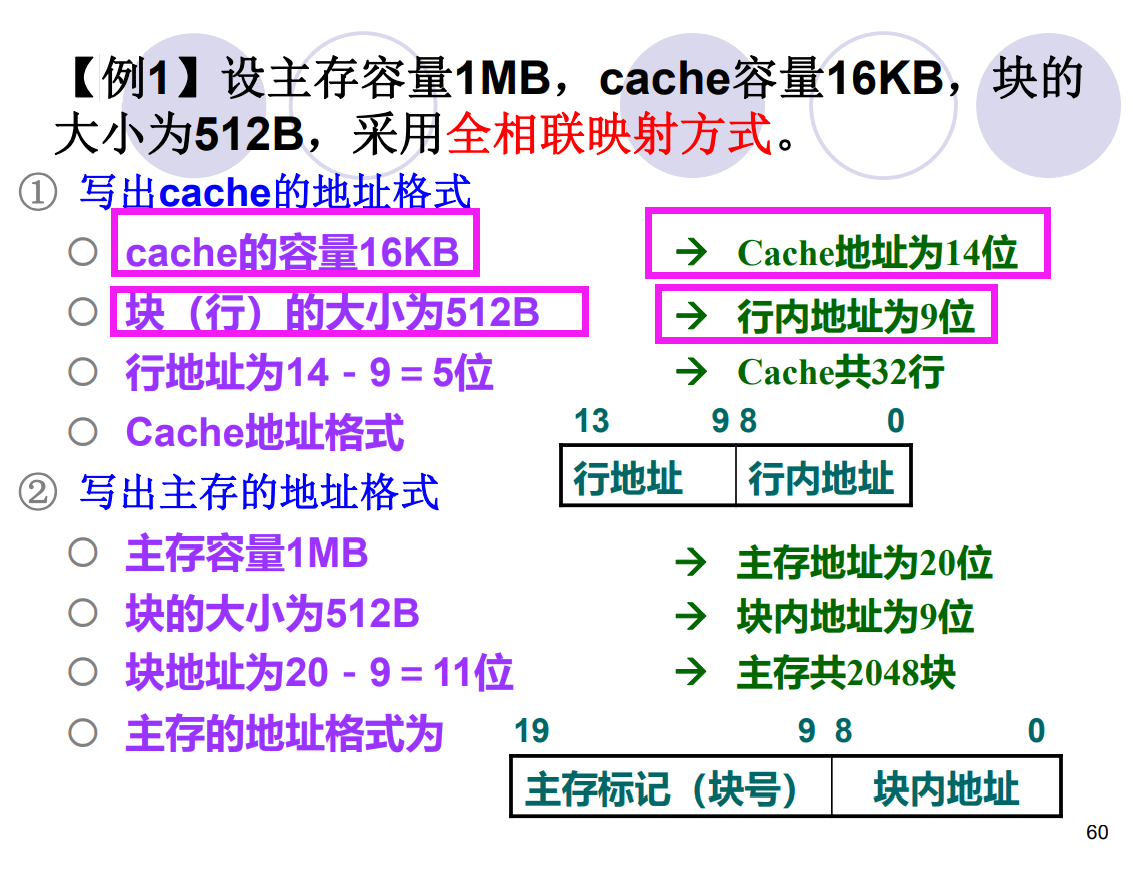 【例1】设主存容量1MB，cache容量16KB，块的
大小为512B，采用全相联映射方式。
① 写出cache的地址格式
cache的容量16KB → Cache地址为14位
块（行）的大小为512B → 行内地址为9位
行地址为14 - 9 = 5位 → Cache共32行
Cache地址格式
13 9 8 0
行地址 行内地址
② 写出主存的地址格式
主存容量1MB → 主存地址为20位
块的大小为512B → 块内地址为9位
块地址为20 - 9 = 11位 → 主存共2048块
主存的地址格式为
19 9 8 0
主存标记（块号） 块内地址
60